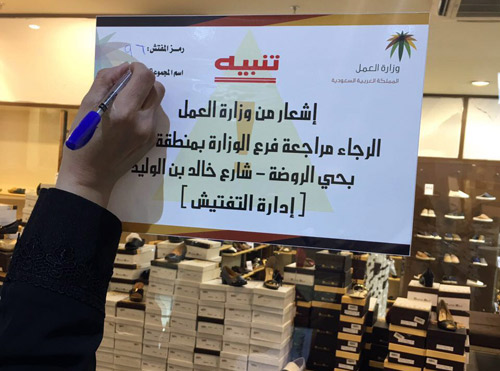 رمز المفتش:
تنبيه
اسم المجموعة
وزارة العمل
المملكة العربية السعودية
إشعار من وزارة العمل
الرجاء مراجعة فرع الوزارة بمنطقة
بحي الروضة - شارع خالد بن الوليد
[ إدارة التفتيش ]